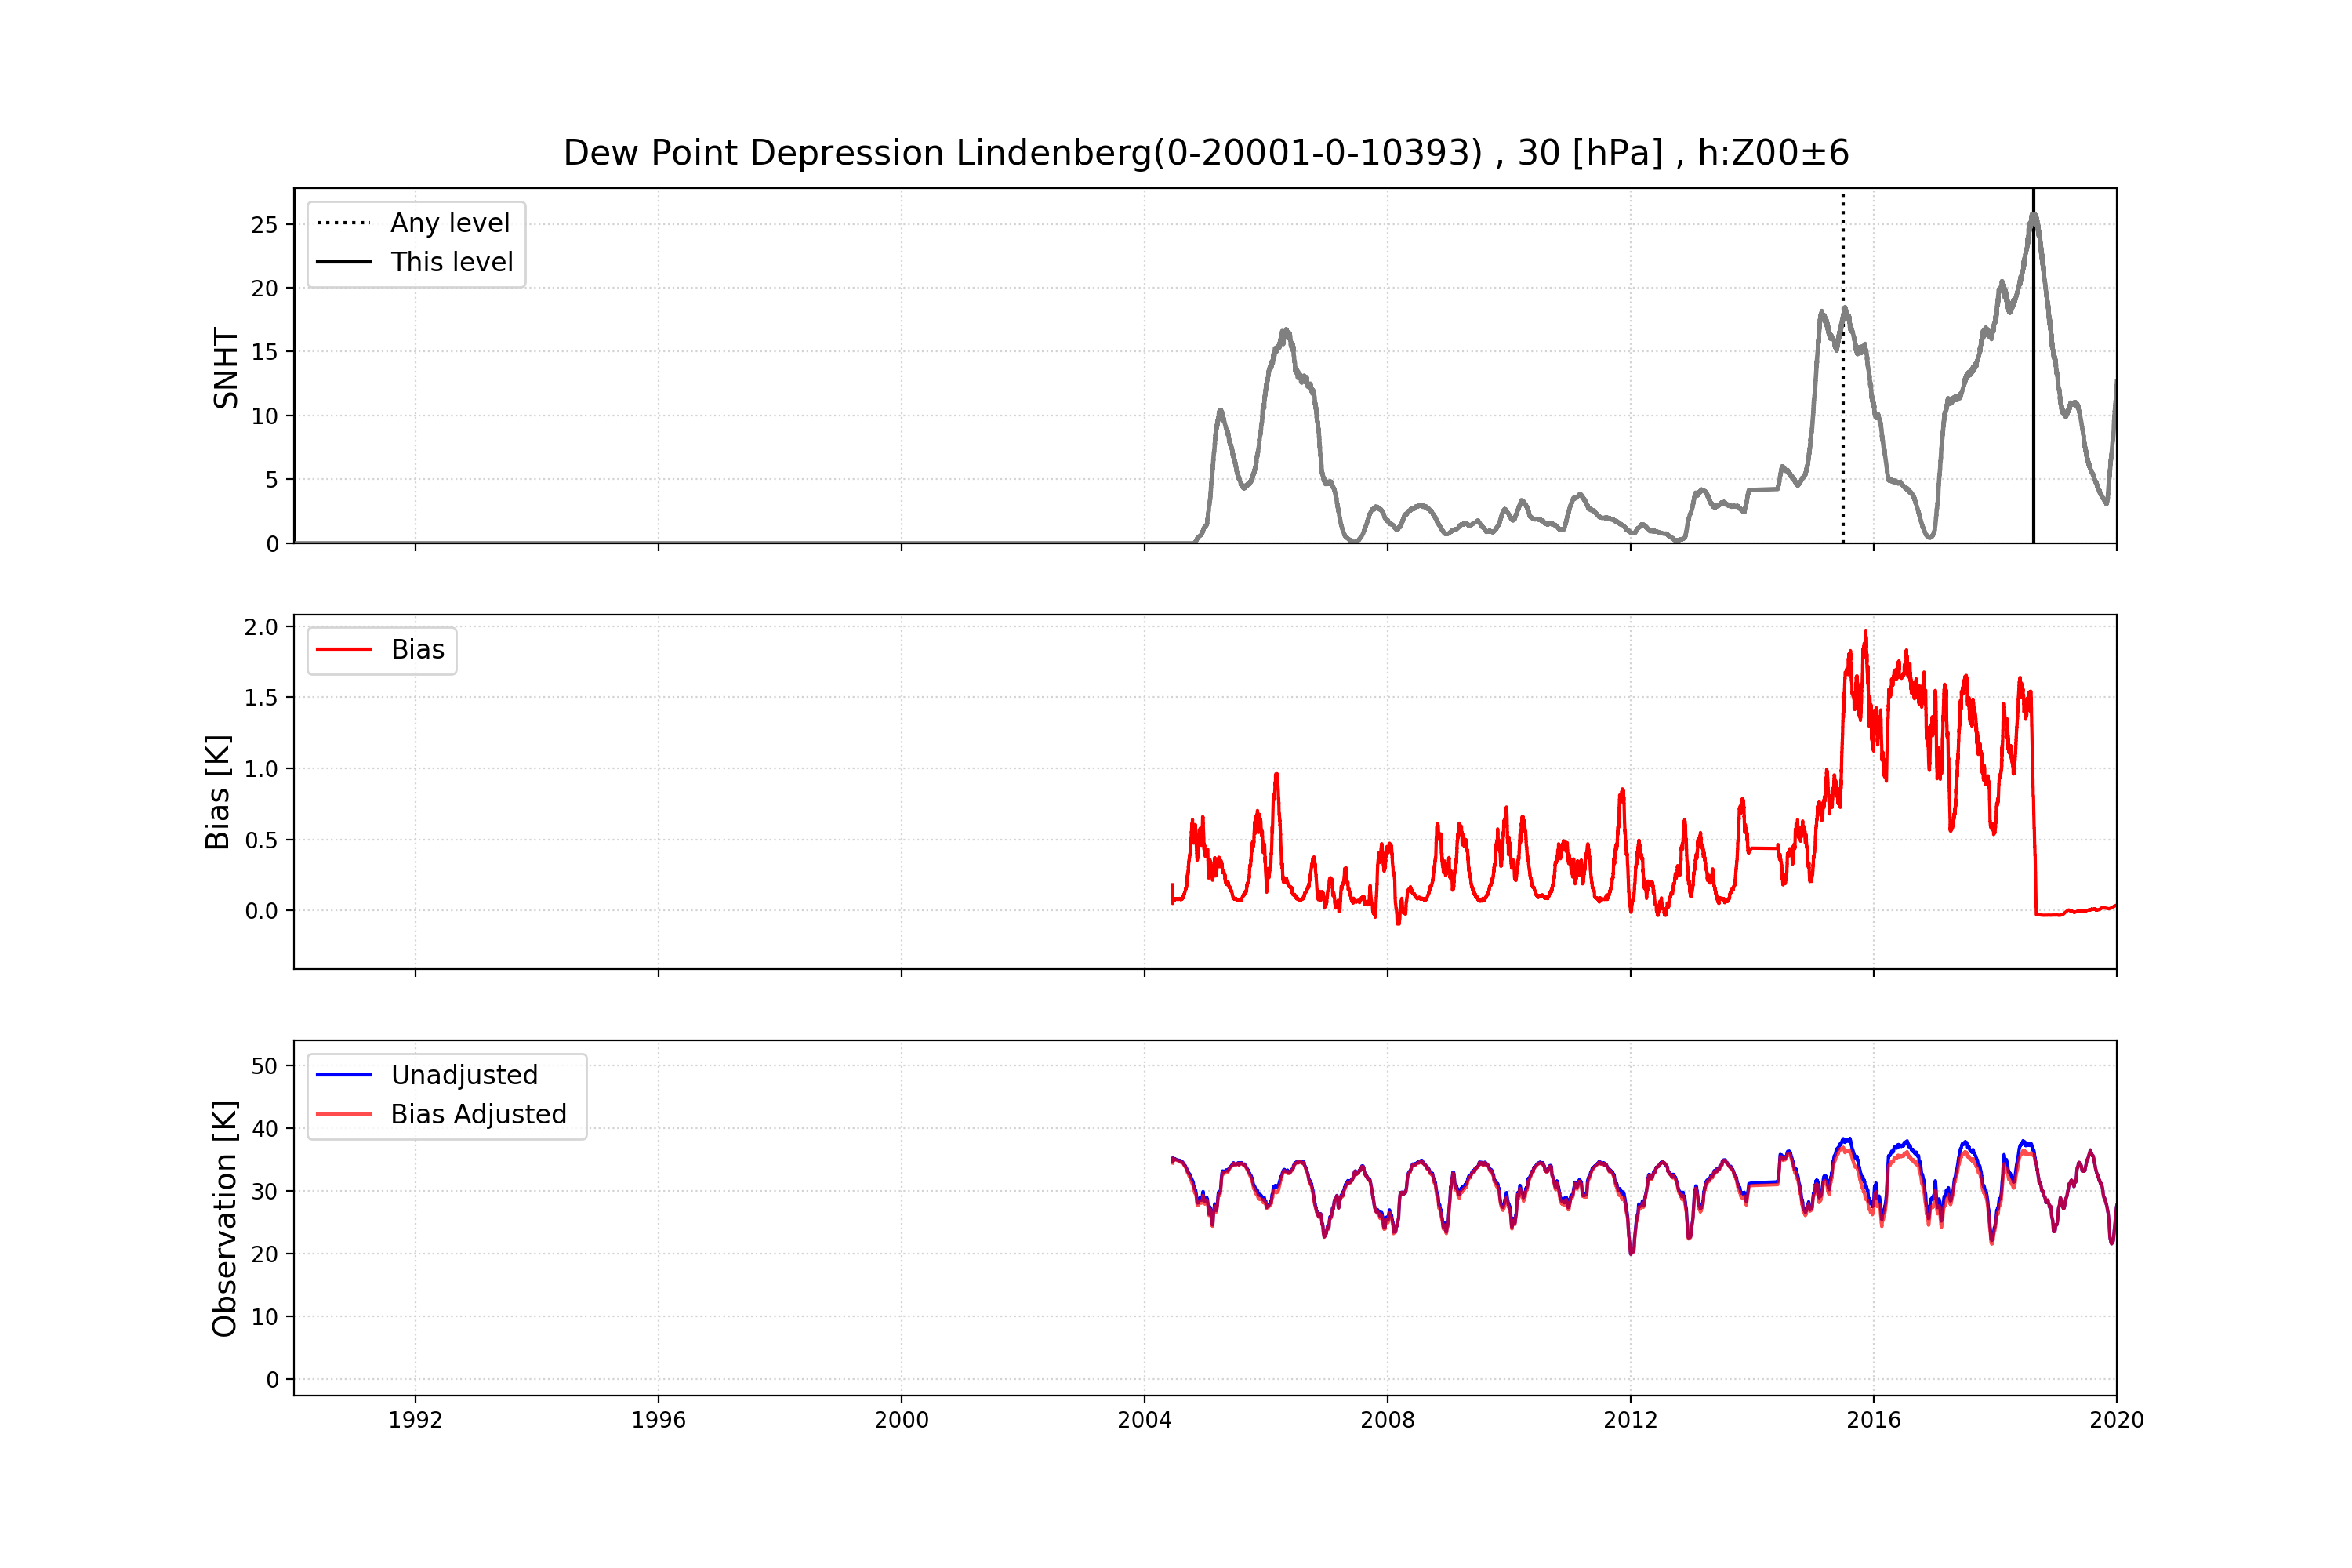 Dew Point Depression Lindenberg(0-20001-0-10393) , 30 [hPa] , h:Z00±6
SNHT
25
20
15
10
5
0
Any level
This level
Bias [K]
2.0
1.5
1.0
0.5
0.0
Bias
Observation [K]
50
40
30
20
10
0
Unadjusted
Bias Adjusted
1992 1996 2000 2004 2008 2012 2016 2020